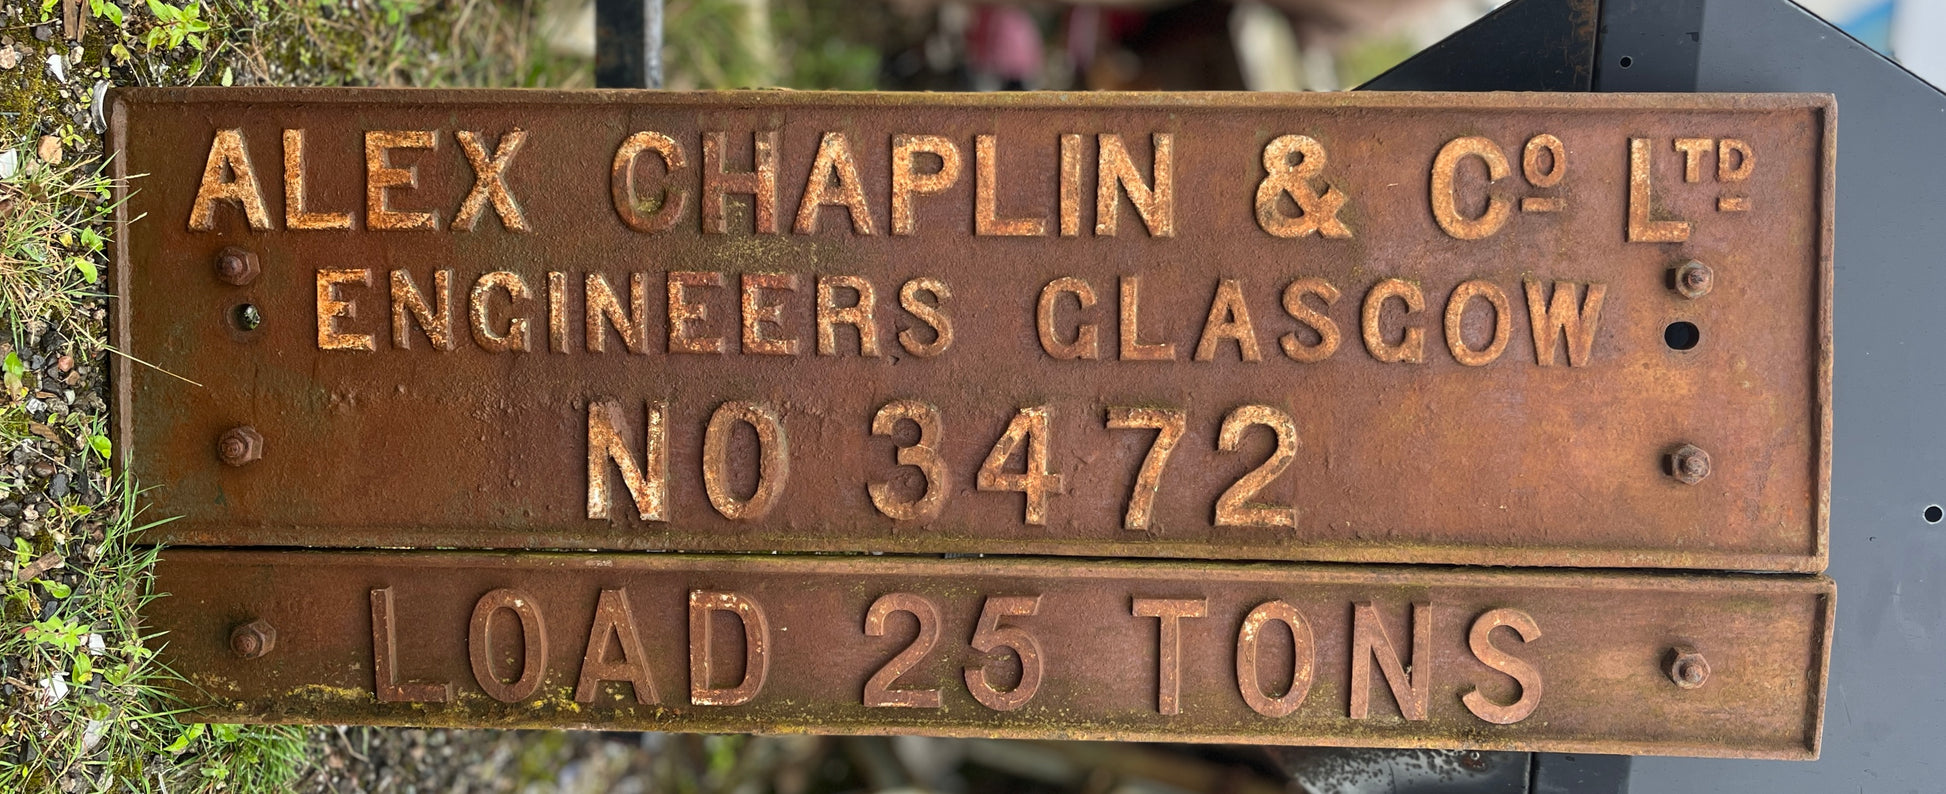 ALEX CHAPLIN & Cº LTD
ENGINEERS GLASGOW
NO 3472
LOAD 25 TONS